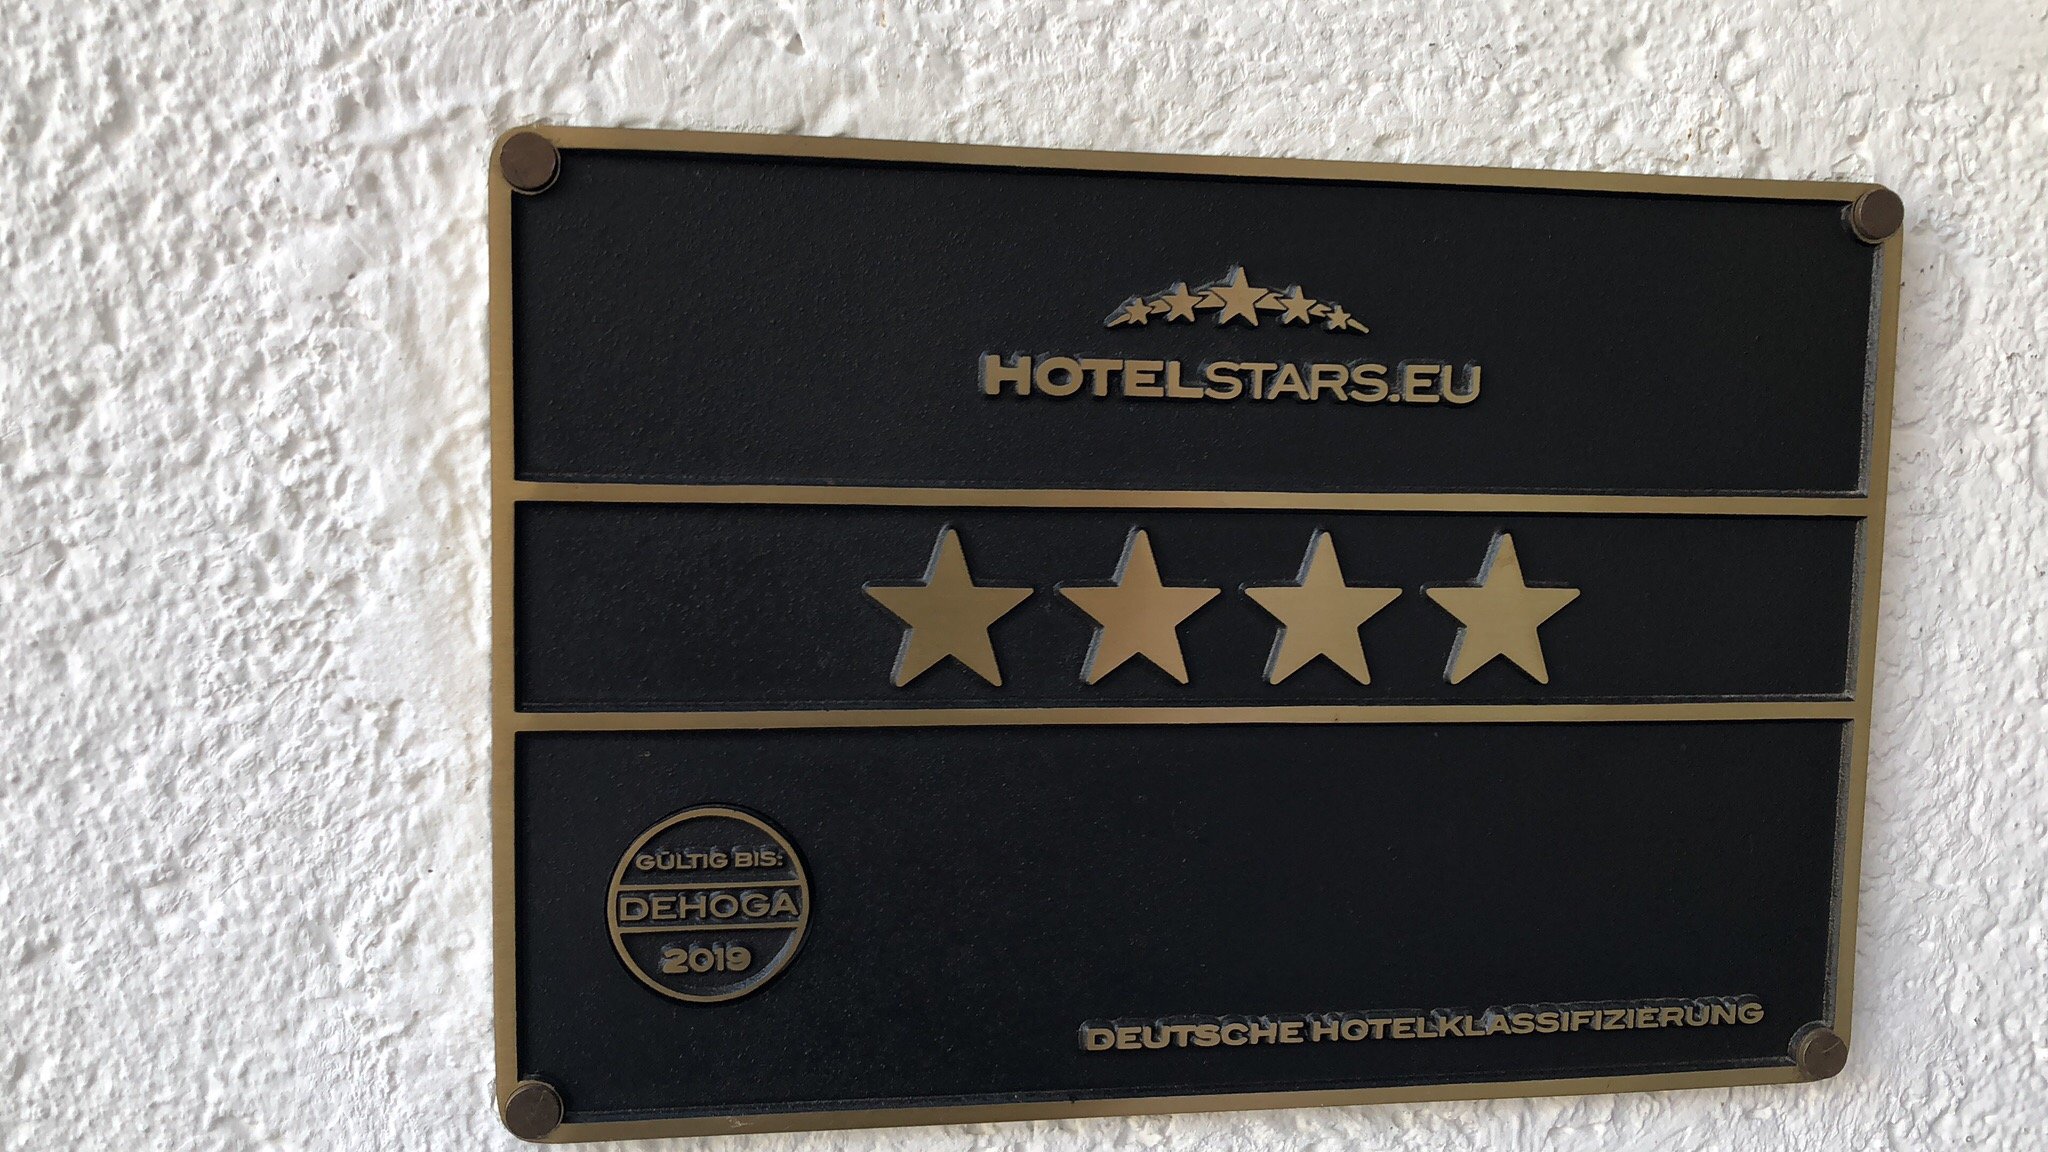 HOTELSTARS.EU
GÜLTIG BIS:
DEHOGA
2019
DEUTSCHE HOTELKLASSIFIZIERUNG